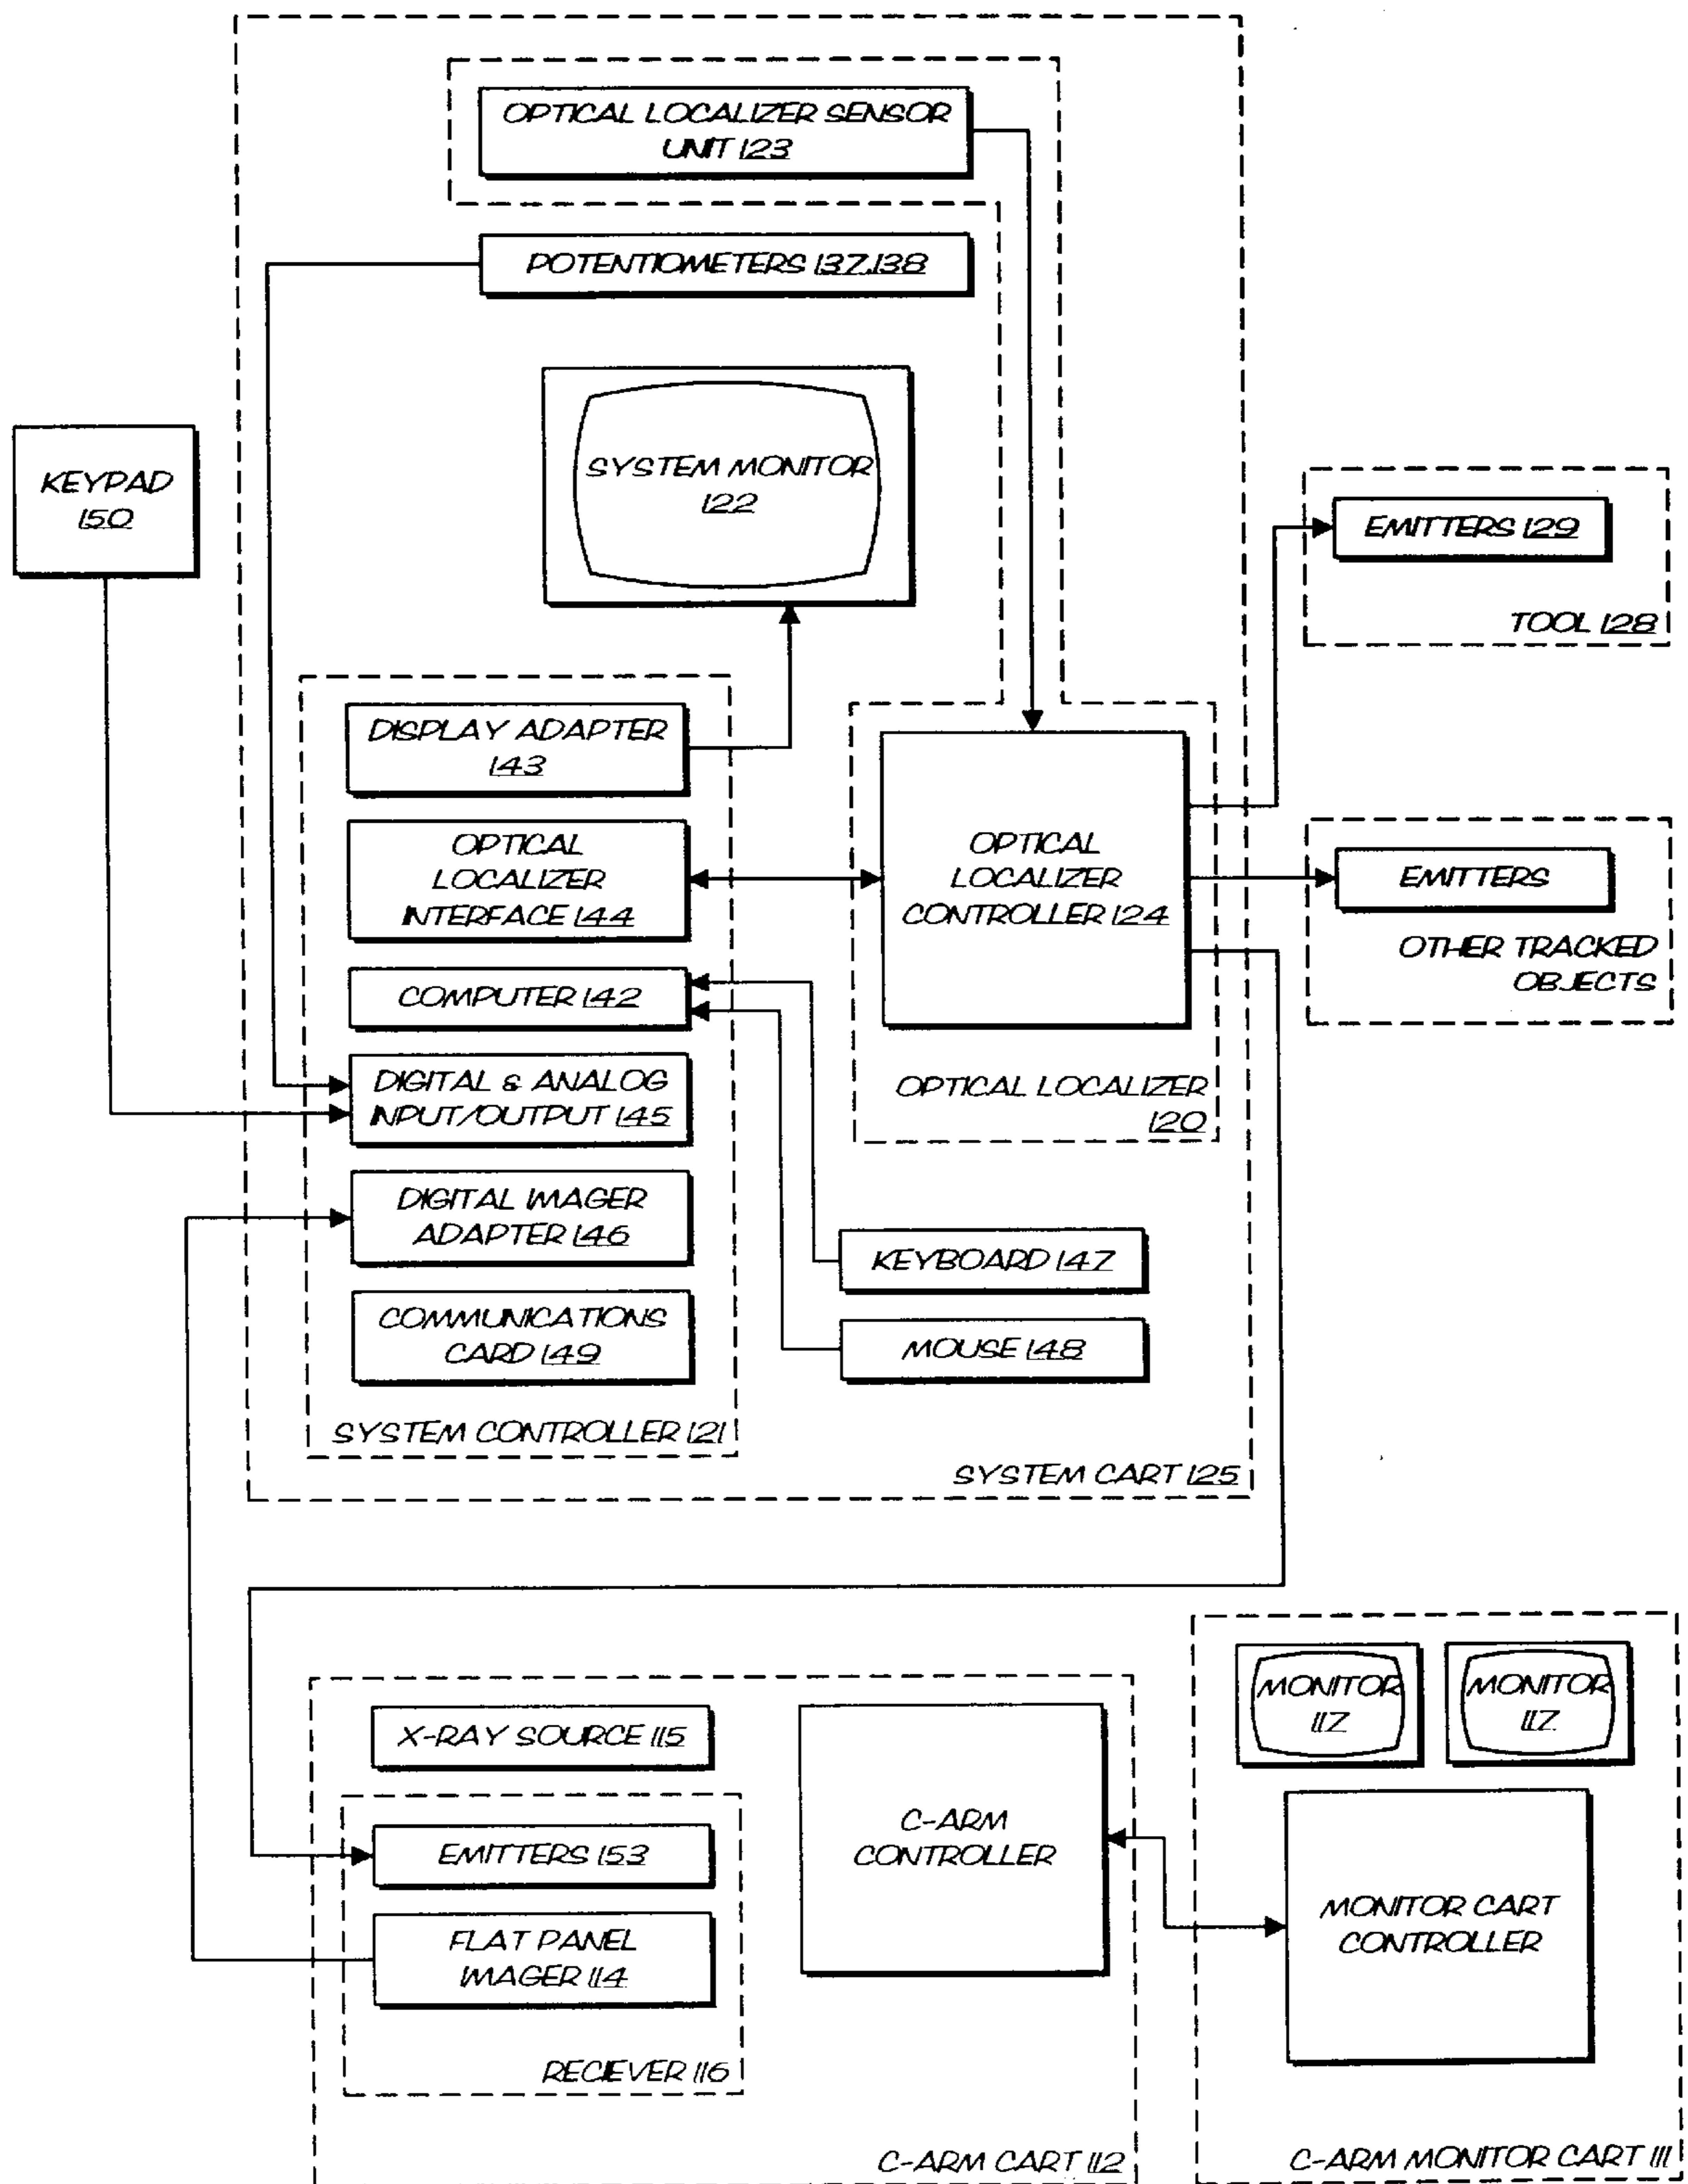 OPTICAL LOCALIZER SENSOR
UNIT 123
POTENTIOMETERS 137,138
SYSTEM MONITOR
122
KEYPAD
150
EMITTERS 129
TOOL 128
DISPLAY ADAPTER
143
OPTICAL
LOCALIZER
INTERFACE 144
OPTICAL
LOCALIZER
CONTROLLER 124
EMITTERS
OTHER TRACKED
OBJECTS
COMPUTER 142
DIGITAL & ANALOG
INPUT/OUTPUT 145
OPTICAL LOCALIZER
120
DIGITAL IMAGER
ADAPTER 146
KEYBOARD 147
COMMUNICATIONS
CARD 149
MOUSE 148
SYSTEM CONTROLLER 121
SYSTEM CART 125
X-RAY SOURCE 115
EMITTERS 153
FLAT PANEL
IMAGER 114
RECIEVER 116
C-ARM
CONTROLLER
C-ARM CART 112
MONITOR
117
MONITOR
117
MONITOR CART
CONTROLLER
C-ARM MONITOR CART 111